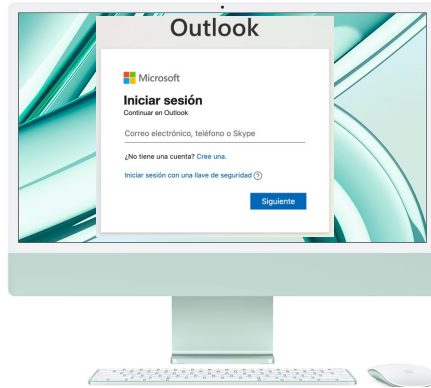 Outlook
Microsoft
Iniciar sesión
Continuar en Outlook
Correo electrónico, teléfono o Skype
¿No tiene una cuenta? Cree una.
Iniciar sesión con una llave de seguridad
Siguiente